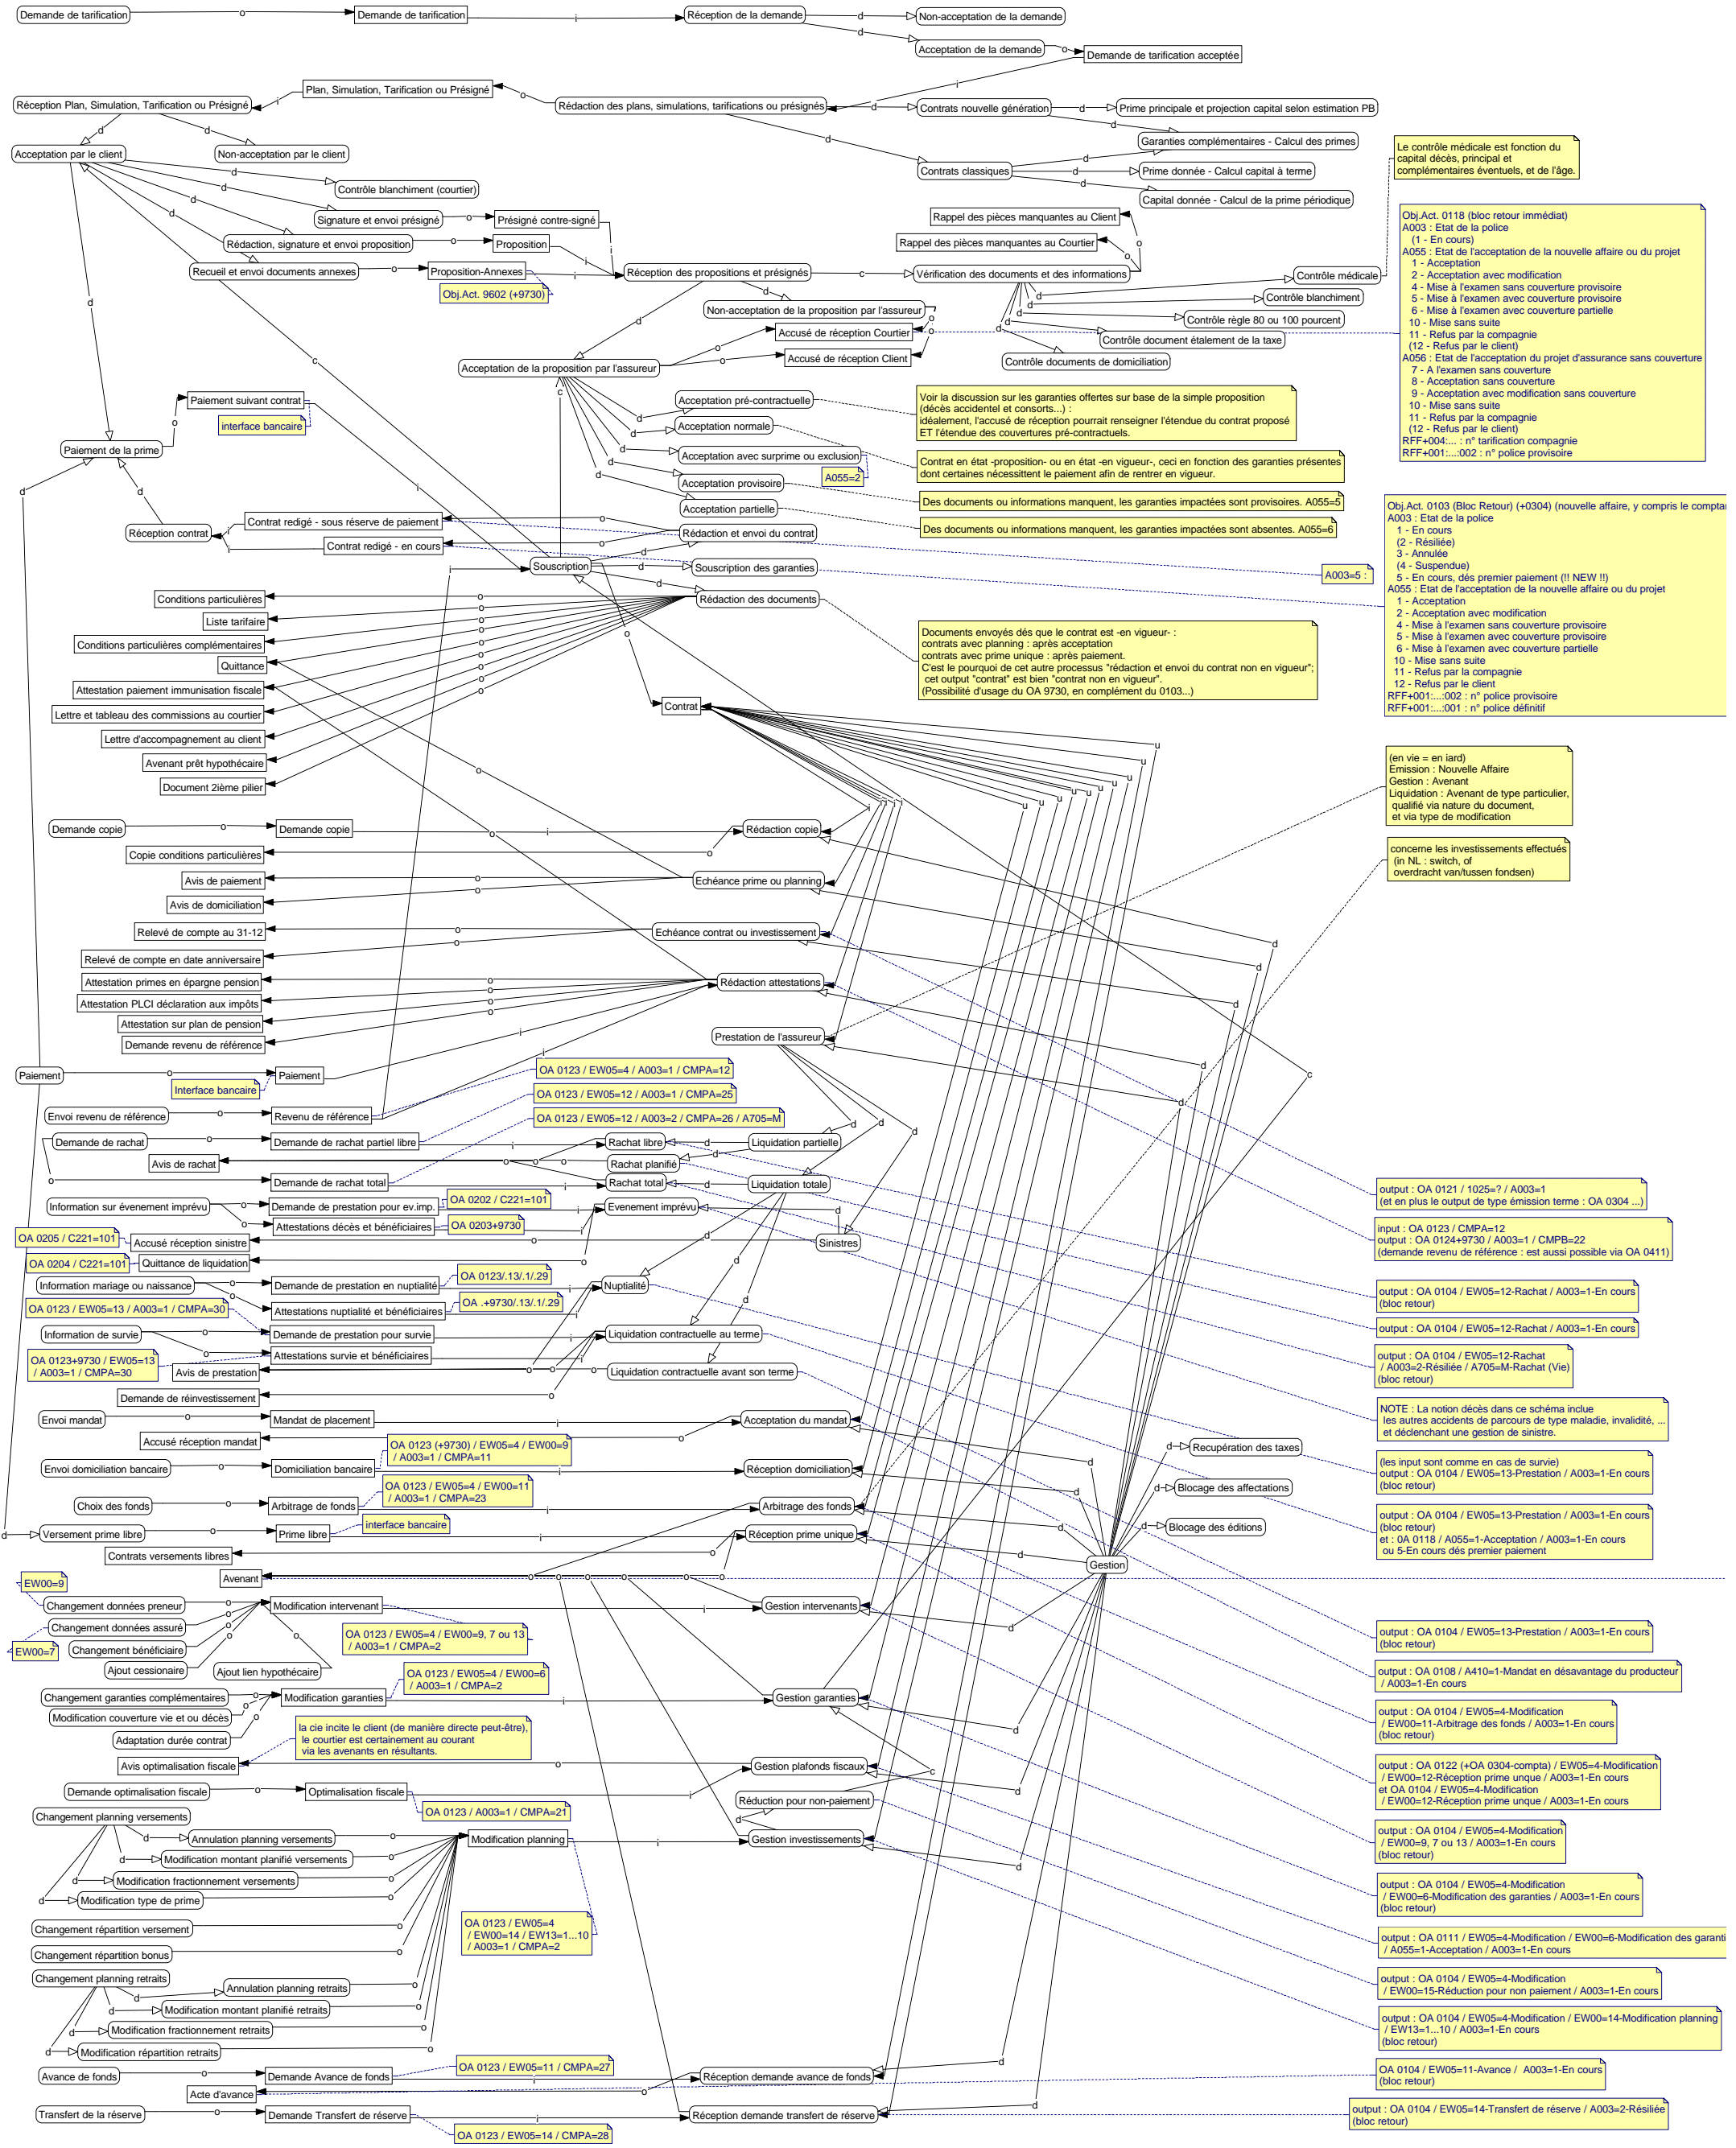 Demande de tarification
Demande de tarification
Réception de la demande
Non-acceptation de la demande
Acceptation de la demande
Demande de tarification acceptée
Plan, Simulation, Tarification ou Présigné
Réception Plan, Simulation, Tarification ou Présigné
Rédaction des plans, simulations, tarifications ou présignés
Contrats nouvelle génération
Prime principale et projection capital selon estimation PB
Garanties complémentaires - Calcul des primes
Contrats classiques
Prime donnée - Calcul capital à terme
Capital donnée - Calcul de la prime périodique
Le contrôle médicale est fonction du
capital décès, principal et
complémentaires éventuels, et de l'âge.
Acceptation par le client
Non-acceptation par le client
Contrôle blanchiment (courtier)
Signature et envoi présigné
Présigné contre-signé
Rédaction, signature et envoi proposition
Proposition
Recueil et envoi documents annexes
Proposition-Annexes
Obj.Act. 9602 (+9730)
Réception des propositions et présignés
Rappel des pièces manquantes au Client
Rappel des pièces manquantes au Courtier
Vérification des documents et des informations
Contrôle médicale
Contrôle blanchiment
Contrôle règle 80 ou 100 pourcent
Contrôle document étalement de la taxe
Contrôle documents de domiciliation
Non-acceptation de la proposition par l'assureur
Accusé de réception Courtier
Accusé de réception Client
Acceptation de la proposition par l'assureur
Obj.Act. 0118 (bloc retour immédiat)
A003 : Etat de la police
(1 - En cours)
A055 : Etat de l'acceptation de la nouvelle affaire ou du projet
1 - Acceptation
2 - Acceptation avec modification
4 - Mise à l'examen sans couverture provisoire
5 - Mise à l'examen avec couverture provisoire
6 - Mise à l'examen avec couverture partielle
10 - Mise sans suite
11 - Refus par la compagnie
(12 - Refus par le client)
A056 : Etat de l'acceptation du projet d'assurance sans couverture
7 - A l'examen sans couverture
8 - Acceptation sans couverture
9 - Acceptation avec modification sans couverture
10 - Mise sans suite
11 - Refus par la compagnie
(12 - Refus par le client)
RFF+004:... : n° tarification compagnie
RFF+001:...:002 : n° police provisoire
Acceptation pré-contractuelle
Acceptation normale
Acceptation avec surprime ou exclusion
A055=2
Acceptation provisoire
Acceptation partielle
Voir la discussion sur les garanties offertes sur base de la simple proposition
(décès accidentel et consorts...) :
idéalement, l'accusé de réception pourrait renseigner l'étendue du contrat proposé
ET l'étendue des couvertures pré-contractuels.
Contrat en état -proposition- ou en état -en vigueur-, ceci en fonction des garanties présentes
dont certaines nécessittent le paiement afin de rentrer en vigueur.
Des documents ou informations manquent, les garanties impactées sont provisoires. A055=5
Des documents ou informations manquent, les garanties impactées sont absentes. A055=6
Paiement suivant contrat
interface bancaire
Paiement de la prime
Réception contrat
Contrat redigé - sous réserve de paiement
Contrat redigé - en cours
Rédaction et envoi du contrat
Souscription
Souscription des garanties
Rédaction des documents
A003=5 :
Obj.Act. 0103 (Bloc Retour) (+0304) (nouvelle affaire, y compris le comptan
A003 : Etat de la police
1 - En cours
(2 - Résiliée)
3 - Annulée
(4 - Suspendue)
5 - En cours, dés premier paiement (!! NEW !!)
A055 : Etat de l'acceptation de la nouvelle affaire ou du projet
1 - Acceptation
2 - Acceptation avec modification
4 - Mise à l'examen sans couverture provisoire
5 - Mise à l'examen avec couverture provisoire
6 - Mise à l'examen avec couverture partielle
10 - Mise sans suite
11 - Refus par la compagnie
12 - Refus par le client
RFF+001:...:002 : n° police provisoire
RFF+001:...:001 : n° police définitif
Documents envoyés dés que le contrat est -en vigueur- :
contrats avec planning : après acceptation
contrats avec prime unique : après paiement.
C'est le pourquoi de cet autre processus "rédaction et envoi du contrat non en vigueur";
cet output "contrat" est bien "contrat non en vigueur".
(Possibilité d'usage du OA 9730, en complément du 0103...)
Conditions particulières
Liste tarifaire
Conditions particulières complémentaires
Quittance
Attestation paiement immunisation fiscale
Lettre et tableau des commissions au courtier
Lettre d'accompagnement au client
Avenant prêt hypothécaire
Document 2ième pilier
Contrat
(en vie = en iard)
Emission : Nouvelle Affaire
Gestion : Avenant
Liquidation : Avenant de type particulier,
qualifié via nature du document,
et via type de modification
concerne les investissements effectués
(in NL : switch, of
overdracht van/tussen fondsen)
Demande copie
Demande copie
Rédaction copie
Copie conditions particulières
Avis de paiement
Echéance prime ou planning
Avis de domiciliation
Relevé de compte au 31-12
Echéance contrat ou investissement
Relevé de compte en date anniversaire
Attestation primes en épargne pension
Rédaction attestations
Attestation PLCI déclaration aux impôts
Attestation sur plan de pension
Demande revenu de référence
Prestation de l'assureur
Paiement
Interface bancaire
Paiement
OA 0123 / EW05=4 / A003=1 / CMPA=12
OA 0123 / EW05=12 / A003=1 / CMPA=25
OA 0123 / EW05=12 / A003=2 / CMPA=26 / A705=M
Envoi revenu de référence
Revenu de référence
Demande de rachat
Demande de rachat partiel libre
Rachat libre
Liquidation partielle
Avis de rachat
Rachat planifié
Demande de rachat total
Rachat total
Liquidation totale
Information sur évenement imprévu
Demande de prestation pour ev.imp.
OA 0202 / C221=101
Evenement imprévu
Attestations décès et bénéficiaires
OA 0203+9730
OA 0205 / C221=101
Accusé réception sinistre
Sinistres
OA 0204 / C221=101
Quittance de liquidation
Information mariage ou naissance
Demande de prestation en nuptialité
OA 0123/.13/.1/.29
Nuptialité
Attestations nuptialité et bénéficiaires
OA .+9730/.13/.1/.29
OA 0123 / EW05=13 / A003=1 / CMPA=30
Information de survie
Demande de prestation pour survie
Liquidation contractuelle au terme
Attestations survie et bénéficiaires
OA 0123+9730 / EW05=13
/ A003=1 / CMPA=30
Avis de prestation
Liquidation contractuelle avant son terme
Demande de réinvestissement
output : OA 0121 / 1025=? / A003=1
(et en plus le output de type émission terme : OA 0304 ...)
input : OA 0123 / CMPA=12
output : OA 0124+9730 / A003=1 / CMPB=22
(demande revenu de référence : est aussi possible via OA 0411)
output : OA 0104 / EW05=12-Rachat / A003=1-En cours
(bloc retour)
output : OA 0104 / EW05=12-Rachat / A003=1-En cours
output : OA 0104 / EW05=12-Rachat
/ A003=2-Résiliée / A705=M-Rachat (Vie)
(bloc retour)
NOTE : La notion décès dans ce schéma inclue
les autres accidents de parcours de type maladie, invalidité, ...
et déclenchant une gestion de sinistre.
(les input sont comme en cas de survie)
output : OA 0104 / EW05=13-Prestation / A003=1-En cours
(bloc retour)
output : OA 0104 / EW05=13-Prestation / A003=1-En cours
(bloc retour)
et : 0A 0118 / A055=1-Acceptation / A003=1-En cours
ou 5-En cours dés premier paiement
Envoi mandat
Mandat de placement
Acceptation du mandat
Accusé réception mandat
OA 0123 (+9730) / EW05=4 / EW00=9
/ A003=1 / CMPA=11
Envoi domiciliation bancaire
Domiciliation bancaire
Réception domiciliation
OA 0123 / EW05=4 / EW00=11
/ A003=1 / CMPA=23
Choix des fonds
Arbitrage de fonds
Arbitrage des fonds
Versement prime libre
Prime libre
interface bancaire
Réception prime unique
Contrats versements libres
Recupération des taxes
Blocage des affectations
Blocage des éditions
Gestion
Avenant
EW00=9
Changement données preneur
Modification intervenant
Gestion intervenants
Changement données assuré
EW00=7
Changement bénéficiaire
Ajout cessionaire
Ajout lien hypothécaire
OA 0123 / EW05=4 / EW00=9, 7 ou 13
/ A003=1 / CMPA=2
OA 0123 / EW05=4 / EW00=6
/ A003=1 / CMPA=2
Changement garanties complémentaires
Modification garanties
Gestion garanties
Modification couverture vie et ou décès
Adaptation durée contrat
la cie incite le client (de manière directe peut-être),
le courtier est certainement au courant
via les avenants en résultants.
Avis optimalisation fiscale
Gestion plafonds fiscaux
Demande optimalisation fiscale
Optimalisation fiscale
OA 0123 / A003=1 / CMPA=21
Réduction pour non-paiement
Changement planning versements
Annulation planning versements
Modification planning
Gestion investissements
Modification montant planifié versements
Modification fractionnement versements
Modification type de prime
Changement répartition versement
Changement répartition bonus
OA 0123 / EW05=4
/ EW00=14 / EW13=1...10
/ A003=1 / CMPA=2
Changement planning retraits
Annulation planning retraits
Modification montant planifié retraits
Modification fractionnement retraits
Modification répartition retraits
Avance de fonds
Demande Avance de fonds
OA 0123 / EW05=11 / CMPA=27
Réception demande avance de fonds
Acte d'avance
Transfert de la réserve
Demande Transfert de réserve
Réception demande transfert de réserve
OA 0123 / EW05=14 / CMPA=28
output : OA 0104 / EW05=13-Prestation / A003=1-En cours
(bloc retour)
output : OA 0108 / A410=1-Mandat en désavantage du producteur
/ A003=1-En cours
output : OA 0104 / EW05=4-Modification
/ EW00=11-Arbitrage des fonds / A003=1-En cours
(bloc retour)
output : OA 0122 (+OA 0304-compta) / EW05=4-Modification
/ EW00=12-Réception prime unque / A003=1-En cours
et OA 0104 / EW05=4-Modification
/ EW00=12-Réception prime unque / A003=1-En cours
output : OA 0104 / EW05=4-Modification
/ EW00=9, 7 ou 13 / A003=1-En cours
(bloc retour)
output : OA 0104 / EW05=4-Modification
/ EW00=6-Modification des garanties / A003=1-En cours
(bloc retour)
output : OA 0111 / EW05=4-Modification / EW00=6-Modification des garanti
/ A055=1-Acceptation / A003=1-En cours
output : OA 0104 / EW05=4-Modification
/ EW00=15-Réduction pour non paiement / A003=1-En cours
output : OA 0104 / EW05=4-Modification / EW00=14-Modification planning
/ EW13=1...10 / A003=1-En cours
(bloc retour)
OA 0104 / EW05=11-Avance / A003=1-En cours
(bloc retour)
output : OA 0104 / EW05=14-Transfert de réserve / A003=2-Résiliée
(bloc retour)